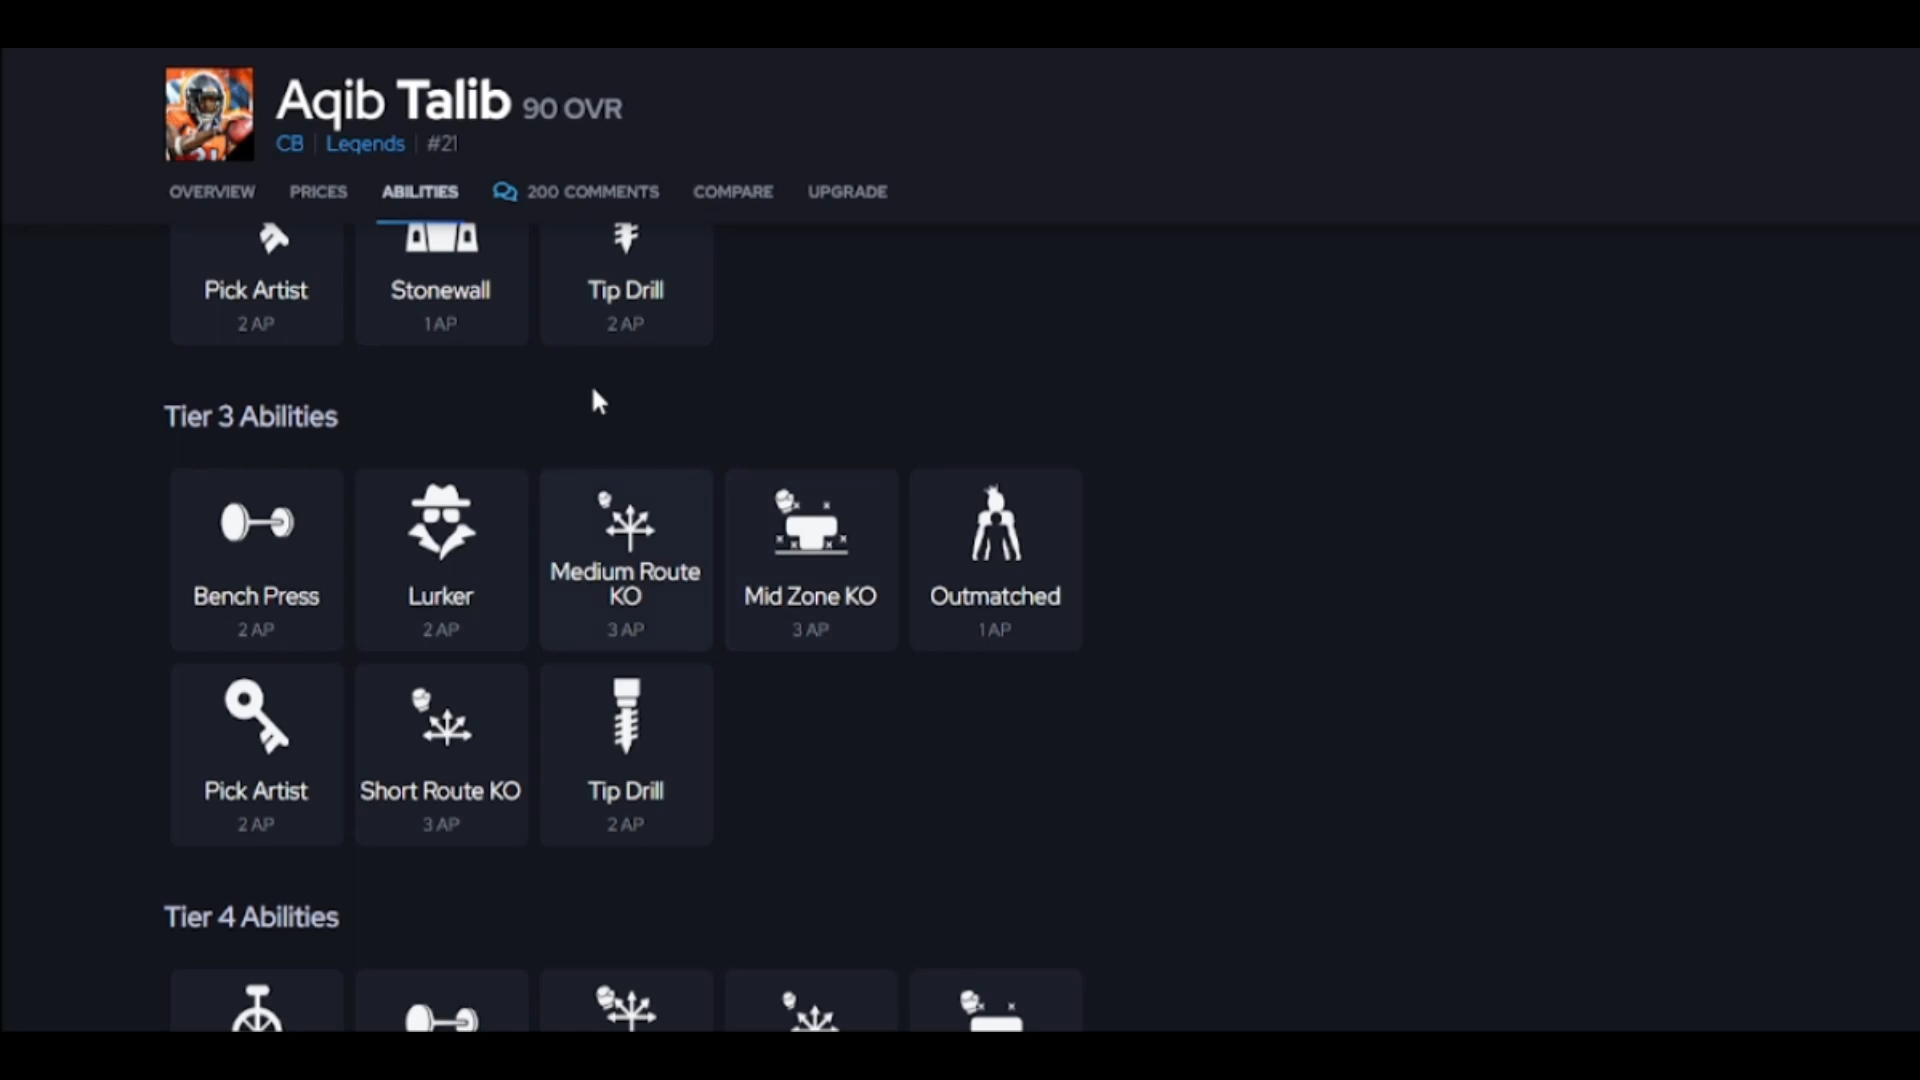 Aqib Talib 90 OVR
CB | Legends | #21
OVERVIEW PRICES ABILITIES 200 COMMENTS COMPARE UPGRADE
Pick Artist Stonewall Tip Drill
2 AP 1 AP 2 AP
Tier 3 Abilities
Medium Route
Bench Press Lurker KO Mid Zone KO Outmatched
2 AP 2 AP 3 AP 3 AP 1 AP
Pick Artist Short Route KO Tip Drill
2 AP 3 AP 2 AP
Tier 4 Abilities